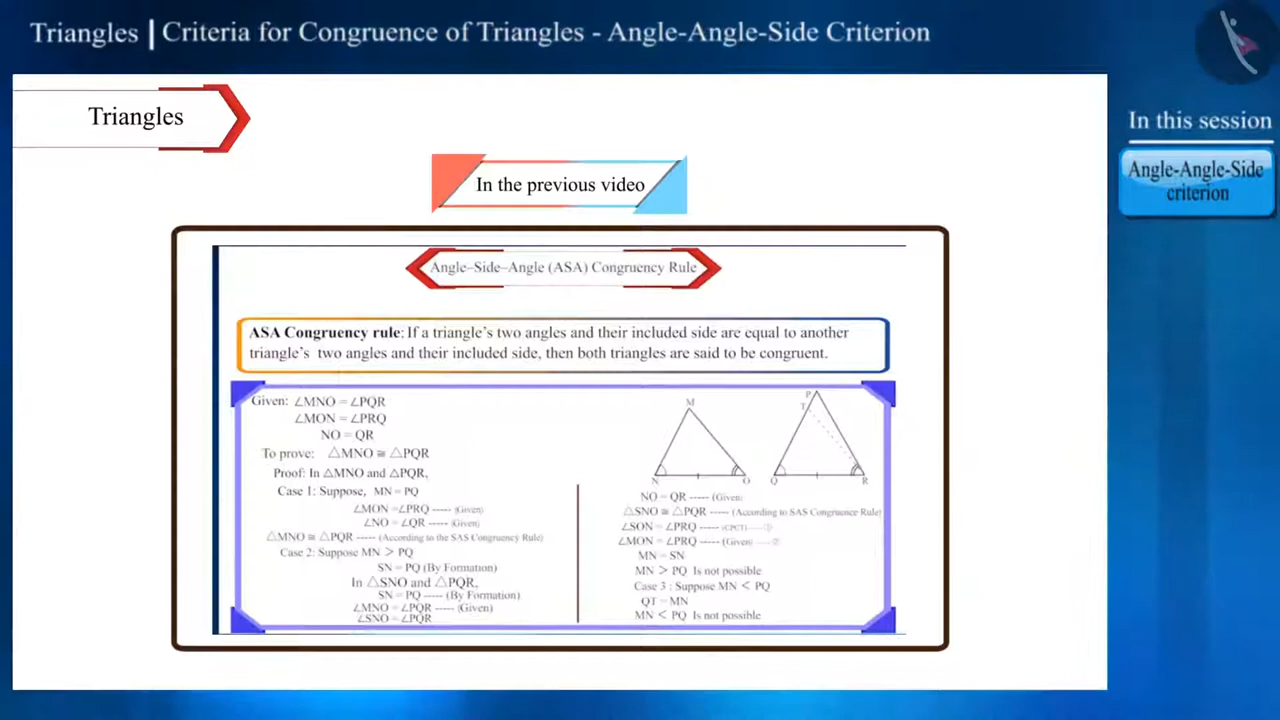 Triangles | Criteria for Congruence of Triangles - Angle-Angle-Side Criterion
In this session
Angle-Angle-Side
criterion
Triangles
In the previous video
Angle–Side–Angle (ASA) Congruency Rule
ASA Congruency rule: If a triangle's two angles and their included side are equal to another
triangle's two angles and their included side, then both triangles are said to be congruent.
Given: ∠MNO = ∠PQR
∠MON = ∠PRQ
NO = QR
To prove: △MNO ≅ △PQR
Proof: In △MNO and △PQR,
Case 1: Suppose, MN = PQ
∠MON = ∠PRQ ----- (Given)
∠NO = ∠QR ----- (Given)
△MNO ≅ △PQR ----- (According to the SAS Congruency Rule)
Case 2: Suppose MN > PQ
SN = PQ (By Formation)
In △SNO and △PQR,
SN = PQ ----- (By Formation)
∠MNO = ∠PQR ----- (Given)
∠SNO = ∠PQR
M
N
O
P
T
Q
R
NO = QR ----- (Given)
△SNO ≅ △PQR ----- (According to SAS Congruence Rule)
∠SON = ∠PRQ ----- (CPCT) ----①
∠MON = ∠PRQ ----- (Given) ----②
MN = SN
MN > PQ Is not possible
Case 3 : Suppose MN < PQ
QT = MN
MN < PQ Is not possible